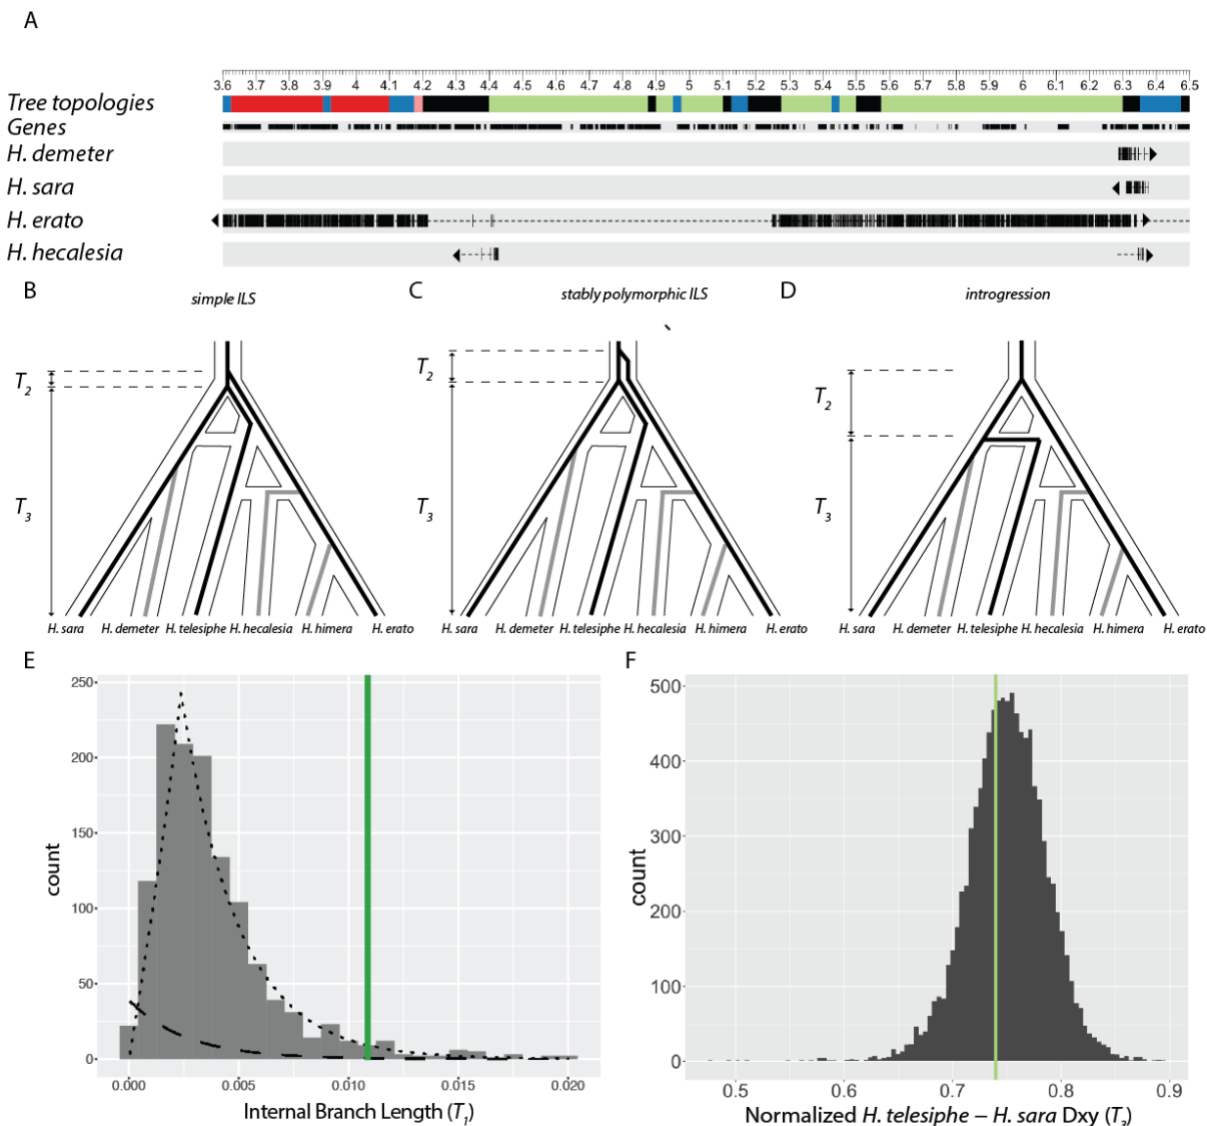 A
3.6 3.7 3.8 3.9 4 4.1 4.2 4.3 4.4 4.5 4.6 4.7 4.8 4.9 5 5.1 5.2 5.3 5.4 5.5 5.6 5.7 5.8 5.9 6 6.1 6.2 6.3 6.4 6.5
Tree topologies
Genes
H. demeter
H. sara
H. erato
H. hecalesia
B simple ILS
C stably polymorphic ILS
D introgression
T2 T2 T2
T3 T3 T3
H. sara H. demeter H. telesiphe H. hecalesia H. himera H. erato
H. sara H. demeter H. telesiphe H. hecalesia H. himera H. erato
H. sara H. demeter H. telesiphe H. hecalesia H. himera H. erato
E
250
200
150
100
50
0
count
0.000 0.005 0.010 0.015 0.020
Internal Branch Length (T1)
F
500
400
300
200
100
0
count
0.5 0.6 0.7 0.8 0.9
Normalized H. telesiphe – H. sara Dxy (T3)